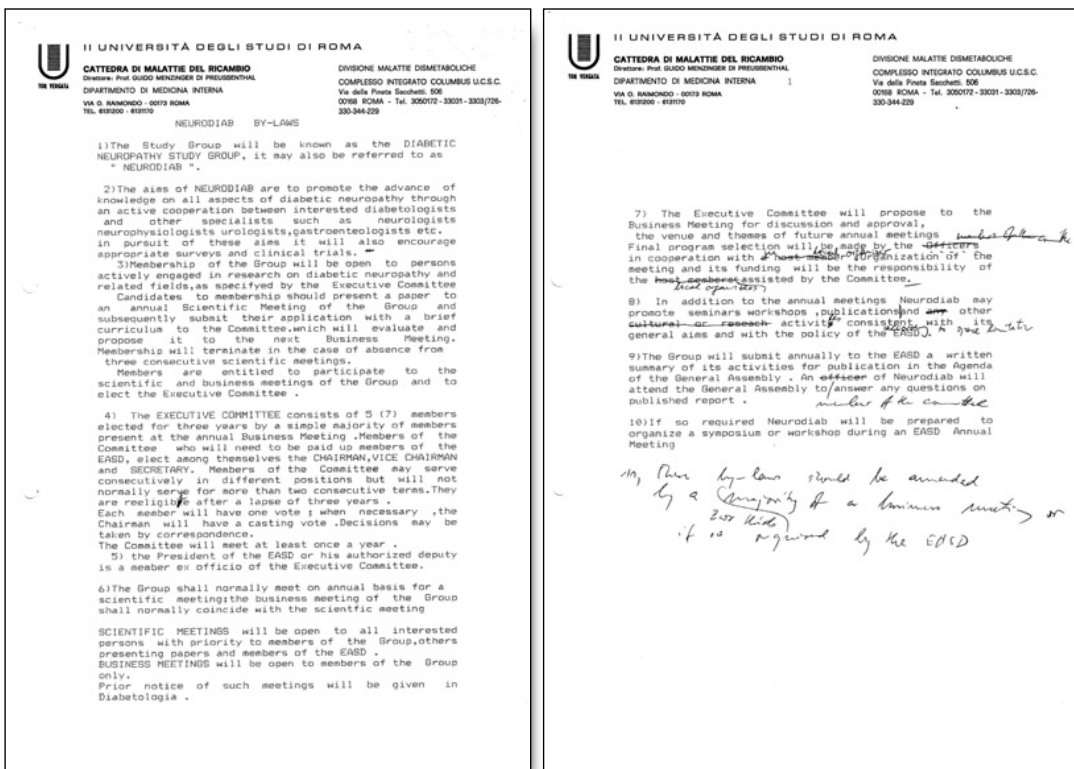 II UNIVERSITÀ DEGLI STUDI DI ROMA
TOR VERGATA
CATTEDRA DI MALATTIE DEL RICAMBIO
Direttore: Prof. GUIDO MENZINGER DI PREUSSENTHAL
DIPARTIMENTO DI MEDICINA INTERNA
VIA O. RAIMONDO - 00173 ROMA
TEL. 6131200 - 6131170
DIVISIONE MALATTIE DISMETABOLICHE
COMPLESSO INTEGRATO COLUMBUS U.C.S.C.
Via della Pineta Sacchetti. 506
00168 ROMA - Tel. 3050172 - 33031 - 3303/726-
330-344-229
NEURODIAB BY-LAWS
1)The Study Group will be known as the DIABETIC
NEUROPATHY STUDY GROUP, it may also be referred to as
" NEURODIAB ".
2)The aims of NEURODIAB are to promote the advance of
knowledge on all aspects of diabetic neuropathy through
an active cooperation between interested diabetologists
and other specialists such as neurologists
neurophysiologists urologists,gastroenteologists etc.
in pursuit of these aims it will also encourage
appropriate surveys and clinical trials.
3)Membership of the Group will be open to persons
actively engaged in research on diabetic neuropathy and
related fields,as specifyed by the Executive Committee
Candidates to membership should present a paper to
an annual Scientific Meeting of the Group and
subsequently submit their application with a brief
curriculum to the Committee.which will evaluate and
propose it to the next Business Meeting.
Membership will terminate in the case of absence from
three consecutive scientific meetings.
Members are entitled to participate to the
scientific and business meetings of the Group and to
elect the Executive Committee .
4) The EXECUTIVE COMMITTEE consists of 5 (7) members
elected for three years by a simple majority of members
present at the annual Business Meeting .Members of the
Committee who will need to be paid up members of the
EASD, elect among themselves the CHAIRMAN,VICE CHAIRMAN
and SECRETARY. Members of the Committee may serve
consecutively in different positions but will not
normally serve for more than two consecutive terms.They
are reeligible after a lapse of three years .
Each member will have one vote ; when necessary ,the
Chairman will have a casting vote .Decisions may be
taken by correspondence.
The Committee will meet at least once a year .
5) the President of the EASD or his authorized deputy
is a member ex officio of the Executive Committee.
6)The Group shall normally meet on annual basis for a
scientific meeting;the business meeting of the Group
shall normally coincide with the scientfic meeting
SCIENTIFIC MEETINGS will be open to all interested
persons with priority to members of the Group,others
presenting papers and members of the EASD .
BUSINESS MEETINGS will be open to members of the Group
only.
Prior notice of such meetings will be given in
Diabetologia .
II UNIVERSITÀ DEGLI STUDI DI ROMA
TOR VERGATA
CATTEDRA DI MALATTIE DEL RICAMBIO
Direttore: Prof. GUIDO MENZINGER DI PREUSSENTHAL
DIPARTIMENTO DI MEDICINA INTERNA
VIA O. RAIMONDO - 00173 ROMA
TEL. 6131200 - 6131170
DIVISIONE MALATTIE DISMETABOLICHE
COMPLESSO INTEGRATO COLUMBUS U.C.S.C.
Via della Pineta Sacchetti. 506
00168 ROMA - Tel. 3050172 - 33031 - 3303/726-
330-344-229
7) The Executive Committee will propose to the
Business Meeting for discussion and approval,
the venue and themes of future annual meetings
members of the committee
Final program selection will be made by the Officers
local organizer
in cooperation with a host member organization of the
meeting and its funding will be the responsibility of
the host members assisted by the Committee.
local organizers
8) In addition to the annual meetings Neurodiab may
promote seminars workshops ,publications and any other
cultural or reseach activity consistent with its
general aims and with the policy of the EASD).
9)The Group will submit annually to the EASD a written
summary of its activities for publication in the Agenda
of the General Assembly . An officer of Neurodiab will
attend the General Assembly to/answer any questions on
published report .
member of the committee
10)If so required Neurodiab will be prepared to
organize a symposium or workshop during an EASD Annual
Meeting
11) These by-laws should be amended
by a majority of a business meeting or
two thirds
if so required by the EASD